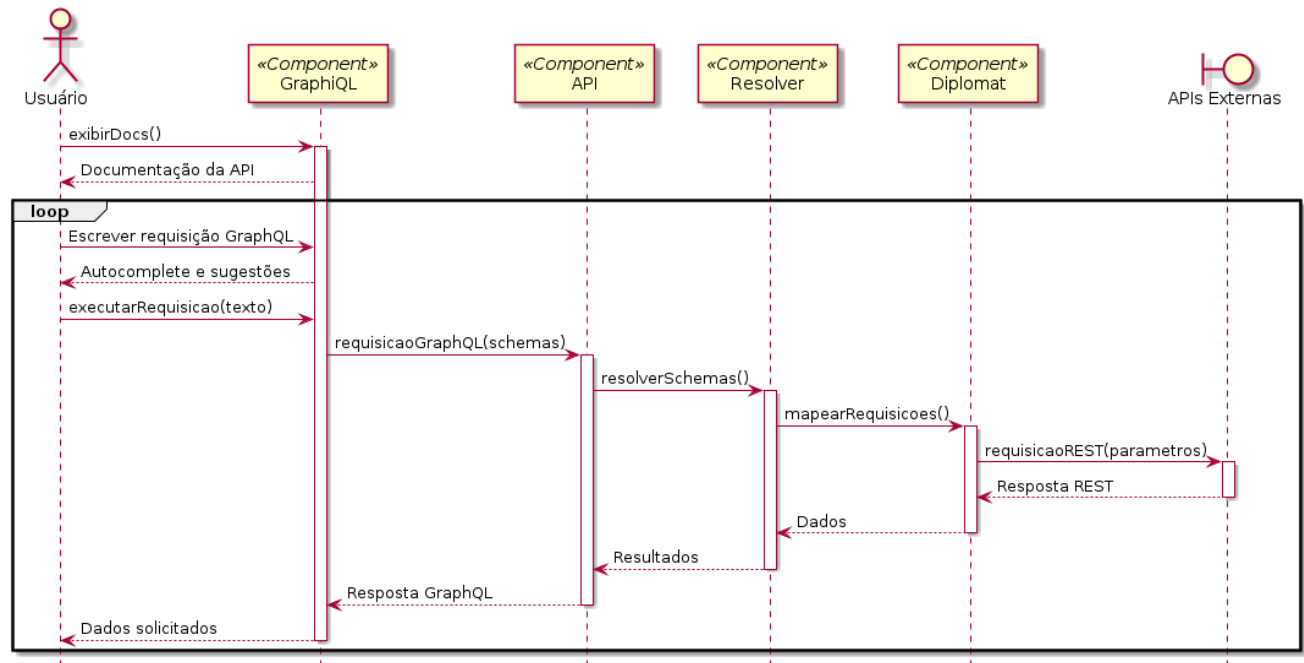 Usuário
«Component»
GraphiQL
«Component»
API
«Component»
Resolver
«Component»
Diplomat
APIs Externas
exibirDocs()
Documentação da API
loop
Escrever requisição GraphQL
Autocomplete e sugestões
executarRequisicao(texto)
requisicaoGraphQL(schemas)
resolverSchemas()
mapearRequisicoes()
requisicaoREST(parametros)
Resposta REST
Dados
Resultados
Resposta GraphQL
Dados solicitados